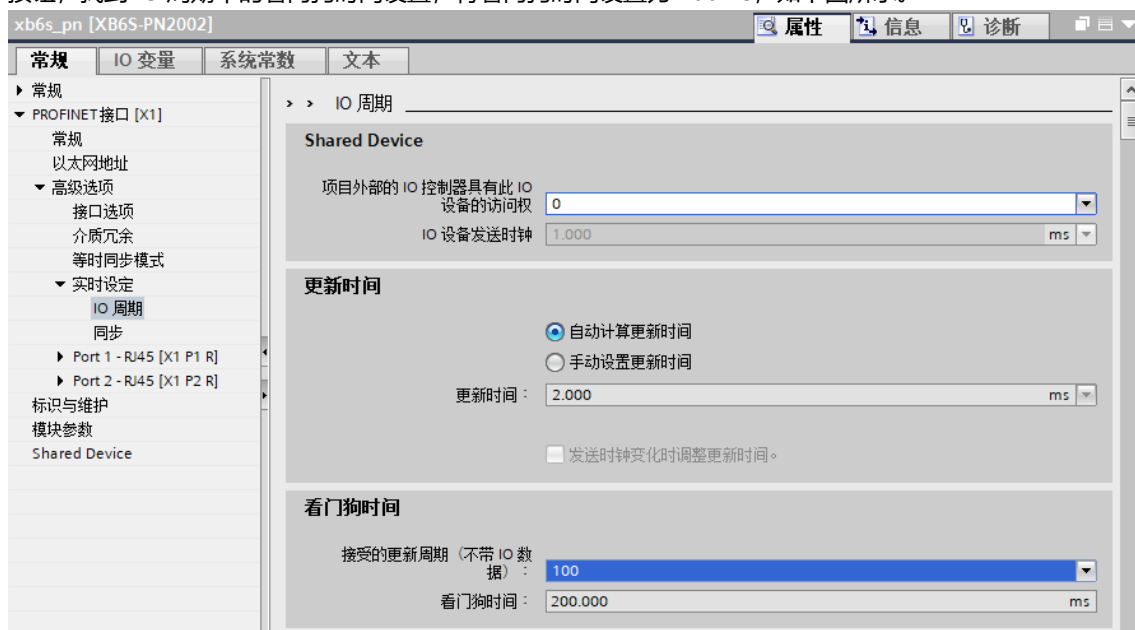 xb6s_pn [XB6S-PN2002]
属性
信息
诊断
常规
IO 变量
系统常数
文本
常规
PROFINET接口 [X1]
常规
以太网地址
高级选项
接口选项
介质冗余
等时同步模式
实时设定
IO 周期
同步
Port 1 - RJ45 [X1 P1 R]
Port 2 - RJ45 [X1 P2 R]
标识与维护
模块参数
Shared Device
> > IO 周期
Shared Device
项目外部的 IO 控制器具有此 IO
设备的访问权
0
IO 设备发送时钟
1.000 ms
更新时间
自动计算更新时间
手动设置更新时间
更新时间：
2.000 ms
发送时钟变化时调整更新时间。
看门狗时间
接受的更新周期（不带 IO 数
据）：
100
看门狗时间：
200.000 ms